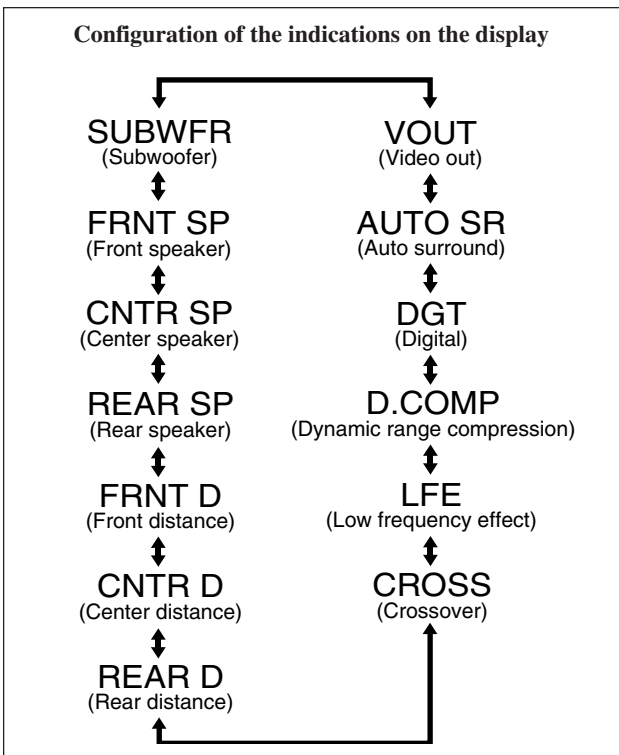 Configuration of the indications on the display
SUBWFR
(Subwoofer)
FRNT SP
(Front speaker)
CNTR SP
(Center speaker)
REAR SP
(Rear speaker)
FRNT D
(Front distance)
CNTR D
(Center distance)
REAR D
(Rear distance)
VOUT
(Video out)
AUTO SR
(Auto surround)
DGT
(Digital)
D.COMP
(Dynamic range compression)
LFE
(Low frequency effect)
CROSS
(Crossover)